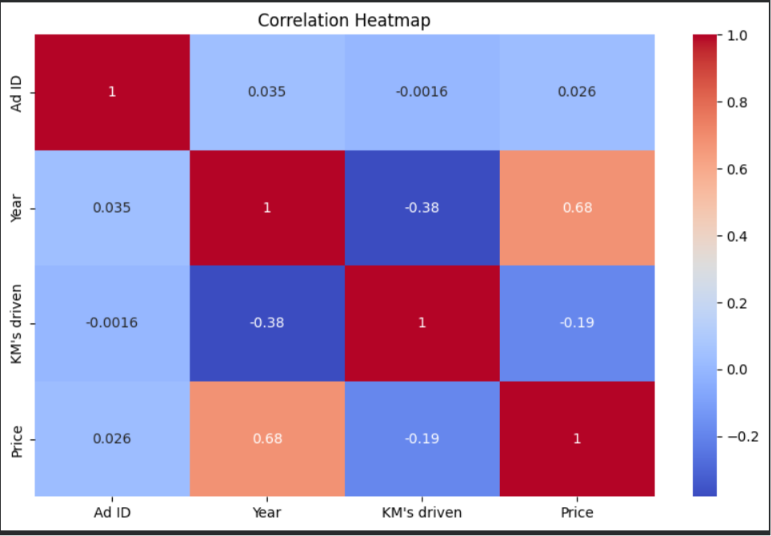 Correlation Heatmap
Ad ID 1 0.035 -0.0016 0.026
Year 0.035 1 -0.38 0.68
KM's driven -0.0016 -0.38 1 -0.19
Price 0.026 0.68 -0.19 1
Ad ID Year KM's driven Price
1.0
0.8
0.6
0.4
0.2
0.0
−0.2